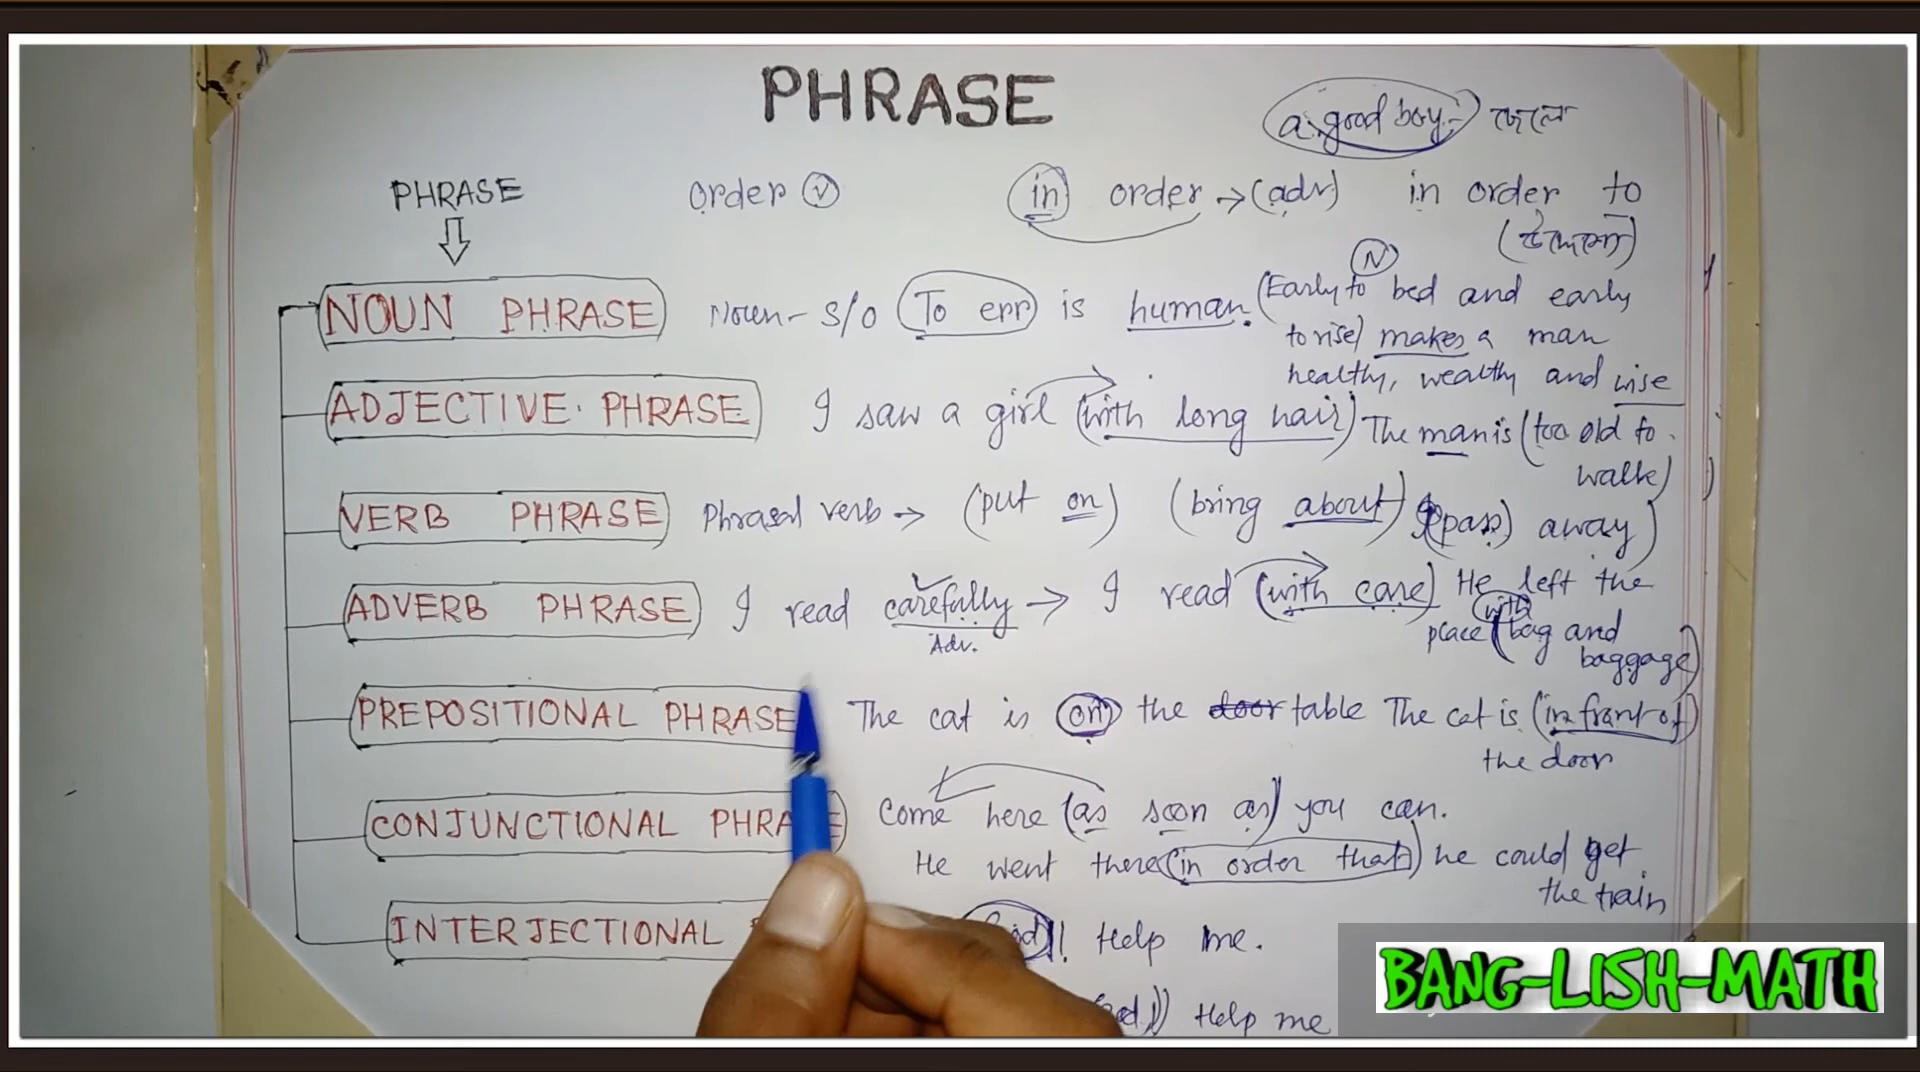 PHRASE
a good boy -
PHRASE order (v) (in) order → (adv) in order to
N
NOUN PHRASE Noun - S/O (To err) is human. (Early to bed and early
to rise) makes a man
healthy, wealthy and wise
ADJECTIVE PHRASE I saw a girl (with long hair) The man is (too old to
walk)
VERB PHRASE Phrasal verb → (put on) (bring about) (pass) away)
ADVERB PHRASE I read carefully → I read (with care) He left the
Adv.
with
place (bag and
baggage)
PREPOSITIONAL PHRASE The cat is (on) the table The cat is (in front of)
the door
CONJUNCTIONAL PHRA E Come here (as soon as) you can.
He went there (in order that) he could get
the train
INTERJECTIONAL ! Help me.
Help me
BANG-LISH-MATH